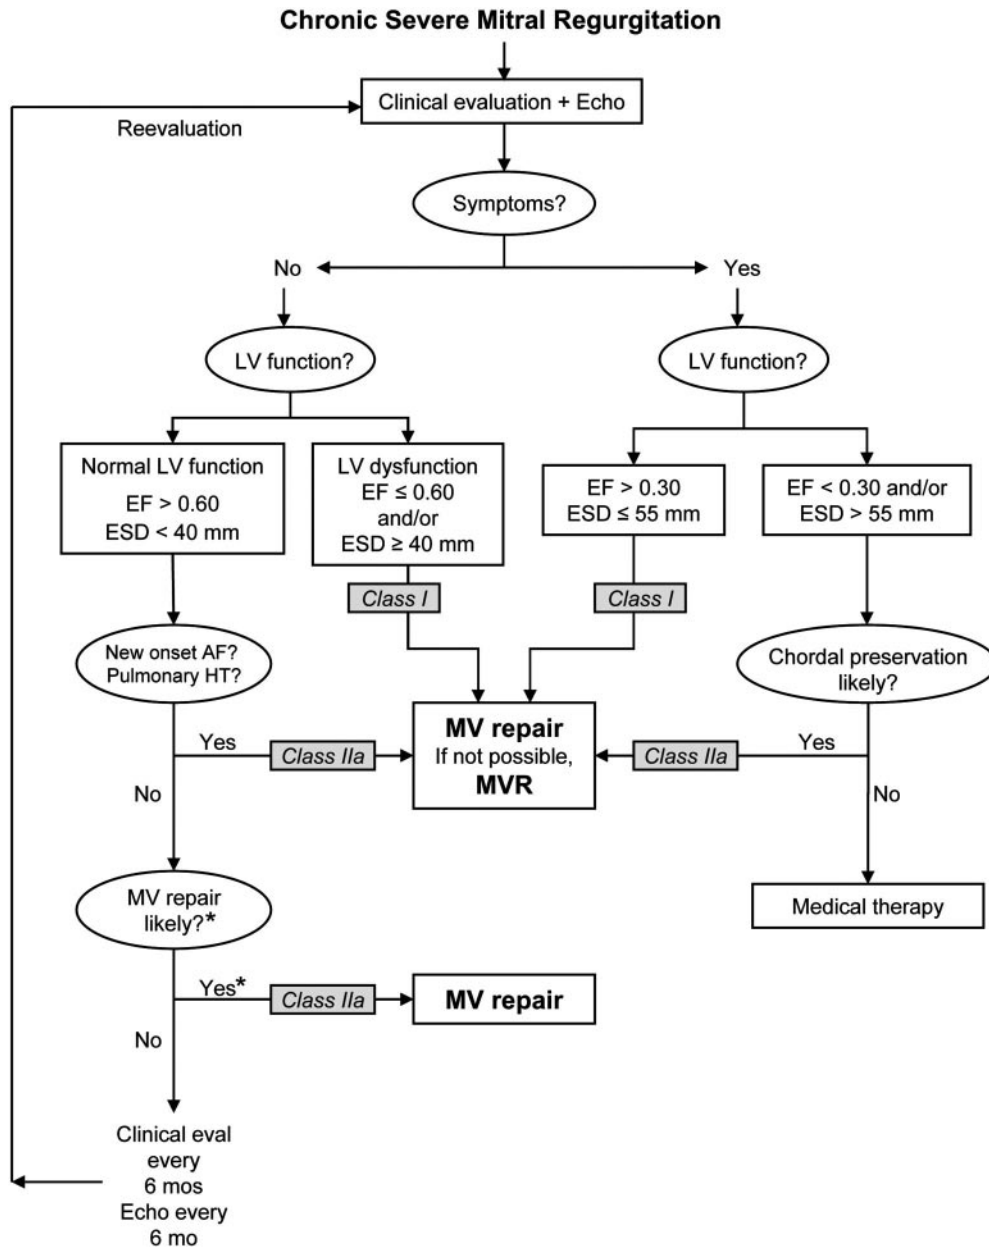 Chronic Severe Mitral Regurgitation
Clinical evaluation + Echo
Reevaluation
Symptoms?
No
Yes
LV function?
LV function?
Normal LV function
EF > 0.60
ESD < 40 mm
LV dysfunction
EF ≤ 0.60
and/or
ESD ≥ 40 mm
EF > 0.30
ESD ≤ 55 mm
EF < 0.30 and/or
ESD > 55 mm
Class I
Class I
New onset AF?
Pulmonary HT?
Chordal preservation
likely?
MV repair
If not possible,
MVR
Yes
Class IIa
Class IIa
Yes
No
No
MV repair
likely?*
Medical therapy
Yes*
Class IIa
MV repair
No
Clinical eval
every
6 mos
Echo every
6 mo